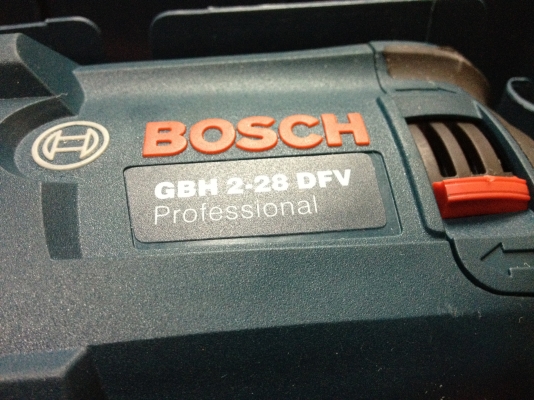 BOSCH
GBH 2-28 DFV
Professional